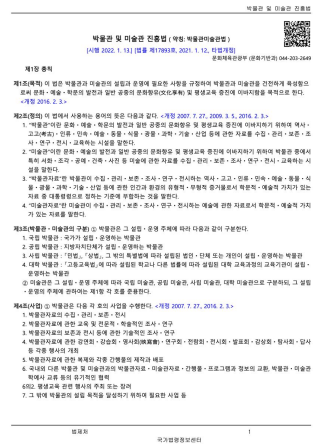 박물관 및 미술관 진흥법
박물관 및 미술관 진흥법 ( 약칭: 박물관미술관법 )
[시행 2022. 1. 13.] [법률 제17893호, 2021. 1. 12., 타법개정]
문화체육관광부 (문화기반과) 044-203-2649
제1장 총칙
제1조(목적) 이 법은 박물관과 미술관의 설립과 운영에 필요한 사항을 규정하여 박물관과 미술관을 건전하게 육성함으
로써 문화ㆍ예술ㆍ학문의 발전과 일반 공중의 문화향유(文化享有) 및 평생교육 증진에 이바지함을 목적으로 한다.
<개정 2016. 2. 3.>
제2조(정의) 이 법에서 사용하는 용어의 뜻은 다음과 같다. <개정 2007. 7. 27., 2009. 3. 5., 2016. 2. 3.>
1. "박물관"이란 문화ㆍ예술ㆍ학문의 발전과 일반 공중의 문화향유 및 평생교육 증진에 이바지하기 위하여 역사ㆍ
고고(考古)ㆍ인류ㆍ민속ㆍ예술ㆍ동물ㆍ식물ㆍ광물ㆍ과학ㆍ기술ㆍ산업 등에 관한 자료를 수집ㆍ관리ㆍ보존ㆍ조
사ㆍ연구ㆍ전시ㆍ교육하는 시설을 말한다.
2. "미술관"이란 문화ㆍ예술의 발전과 일반 공중의 문화향유 및 평생교육 증진에 이바지하기 위하여 박물관 중에서
특히 서화ㆍ조각ㆍ공예ㆍ건축ㆍ사진 등 미술에 관한 자료를 수집ㆍ관리ㆍ보존ㆍ조사ㆍ연구ㆍ전시ㆍ교육하는 시
설을 말한다.
3. "박물관자료"란 박물관이 수집ㆍ관리ㆍ보존ㆍ조사ㆍ연구ㆍ전시하는 역사ㆍ고고ㆍ인류ㆍ민속ㆍ예술ㆍ동물ㆍ식
물ㆍ광물ㆍ과학ㆍ기술ㆍ산업 등에 관한 인간과 환경의 유형적ㆍ무형적 증거물로서 학문적ㆍ예술적 가치가 있는
자료 중 대통령령으로 정하는 기준에 부합하는 것을 말한다.
4. "미술관자료"란 미술관이 수집ㆍ관리ㆍ보존ㆍ조사ㆍ연구ㆍ전시하는 예술에 관한 자료로서 학문적ㆍ예술적 가치
가 있는 자료를 말한다.
제3조(박물관ㆍ미술관의 구분) ① 박물관은 그 설립ㆍ운영 주체에 따라 다음과 같이 구분한다.
1. 국립 박물관 : 국가가 설립ㆍ운영하는 박물관
2. 공립 박물관 : 지방자치단체가 설립ㆍ운영하는 박물관
3. 사립 박물관 : 「민법」, 「상법」, 그 밖의 특별법에 따라 설립된 법인ㆍ단체 또는 개인이 설립ㆍ운영하는 박물관
4. 대학 박물관 : 「고등교육법」에 따라 설립된 학교나 다른 법률에 따라 설립된 대학 교육과정의 교육기관이 설립ㆍ
운영하는 박물관
② 미술관은 그 설립ㆍ운영 주체에 따라 국립 미술관, 공립 미술관, 사립 미술관, 대학 미술관으로 구분하되, 그 설립
ㆍ운영의 주체에 관하여는 제1항 각 호를 준용한다.
제4조(사업) ① 박물관은 다음 각 호의 사업을 수행한다. <개정 2007. 7. 27., 2016. 2. 3.>
1. 박물관자료의 수집ㆍ관리ㆍ보존ㆍ전시
2. 박물관자료에 관한 교육 및 전문적ㆍ학술적인 조사ㆍ연구
3. 박물관자료의 보존과 전시 등에 관한 기술적인 조사ㆍ연구
4. 박물관자료에 관한 강연회ㆍ강습회ㆍ영사회(映寫會)ㆍ연구회ㆍ전람회ㆍ전시회ㆍ발표회ㆍ감상회ㆍ탐사회ㆍ답사
등 각종 행사의 개최
5. 박물관자료에 관한 복제와 각종 간행물의 제작과 배포
6. 국내외 다른 박물관 및 미술관과의 박물관자료ㆍ미술관자료ㆍ간행물ㆍ프로그램과 정보의 교환, 박물관ㆍ미술관
학예사 교류 등의 유기적인 협력
6의2. 평생교육 관련 행사의 주최 또는 장려
7. 그 밖에 박물관의 설립 목적을 달성하기 위하여 필요한 사업 등
법제처
1
국가법령정보센터